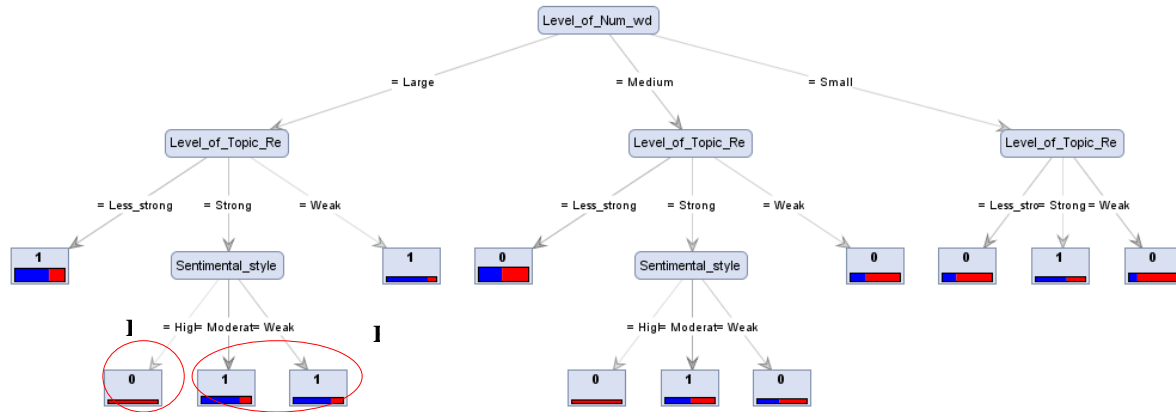 Level_of_Num_wd
= Large
= Medium
= Small
Level_of_Topic_Re
Level_of_Topic_Re
Level_of_Topic_Re
= Less_strong
= Strong
= Weak
= Less_strong
= Strong
= Weak
= Less_stro
= Strong
= Weak
1
Sentimental_style
1
0
Sentimental_style
0
0
1
0
= Higl
= Moderat
= Weak
= Higl
= Moderat
= Weak
0
1
1
0
1
0